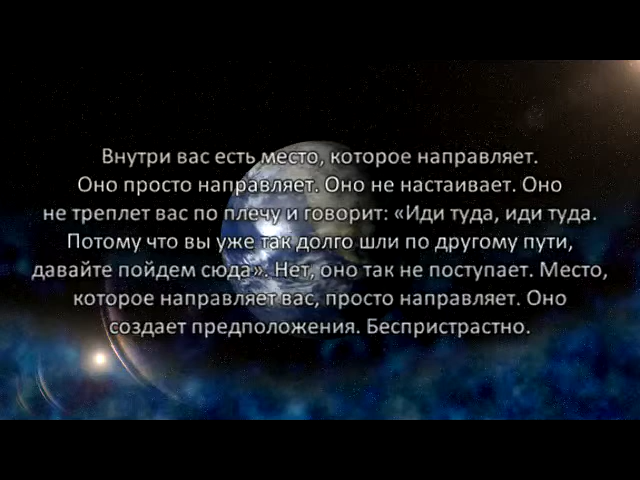 Внутри вас есть место, которое направляет.
Оно просто направляет. Оно не настаивает. Оно
не треплет вас по плечу и говорит: «Иди туда, иди туда.
Потому что вы уже так долго шли по другому пути,
давайте пойдем сюда». Нет, оно так не поступает. Место,
которое направляет вас, просто направляет. Оно
создает предположения. Беспристрастно.